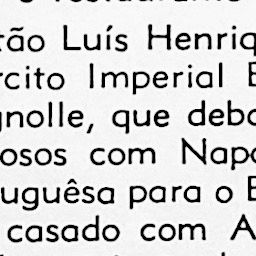 tão Luís Henriq
rcito Imperial E
gnolle, que deba
osos com Napo
uguêsa para o B
casado com A